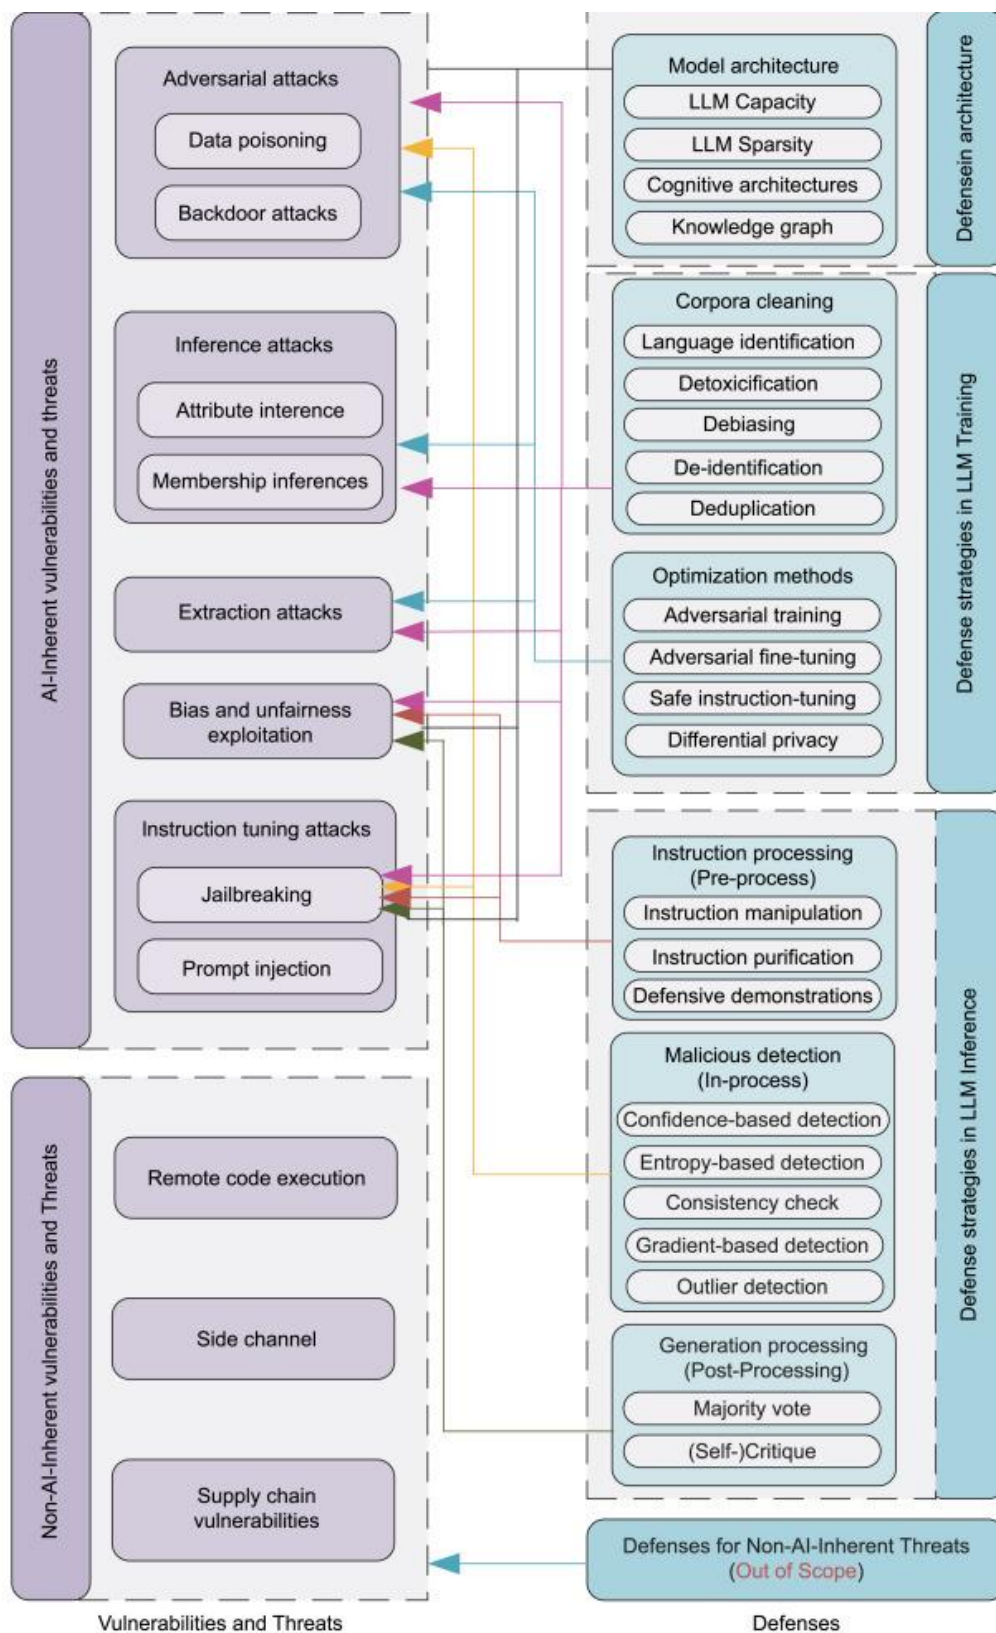 AI-Inherent vulnerabilities and threats
Adversarial attacks
Data poisoning
Backdoor attacks
Inference attacks
Attribute interence
Membership inferences
Extraction attacks
Bias and unfairness
exploitation
Instruction tuning attacks
Jailbreaking
Prompt injection
Non-AI-Inherent vulnerabilities and Threats
Remote code execution
Side channel
Supply chain
vulnerabilities
Vulnerabilities and Threats
Model architecture
LLM Capacity
LLM Sparsity
Cognitive architectures
Knowledge graph
Defensein architecture
Corpora cleaning
Language identification
Detoxicification
Debiasing
De-identification
Deduplication
Optimization methods
Adversarial training
Adversarial fine-tuning
Safe instruction-tuning
Differential privacy
Defense strategies in LLM Training
Instruction processing
(Pre-process)
Instruction manipulation
Instruction purification
Defensive demonstrations
Malicious detection
(In-process)
Confidence-based detection
Entropy-based detection
Consistency check
Gradient-based detection
Outlier detection
Generation processing
(Post-Processing)
Majority vote
(Self-)Critique
Defense strategies in LLM Inference
Defenses for Non-AI-Inherent Threats
(Out of Scope)
Defenses